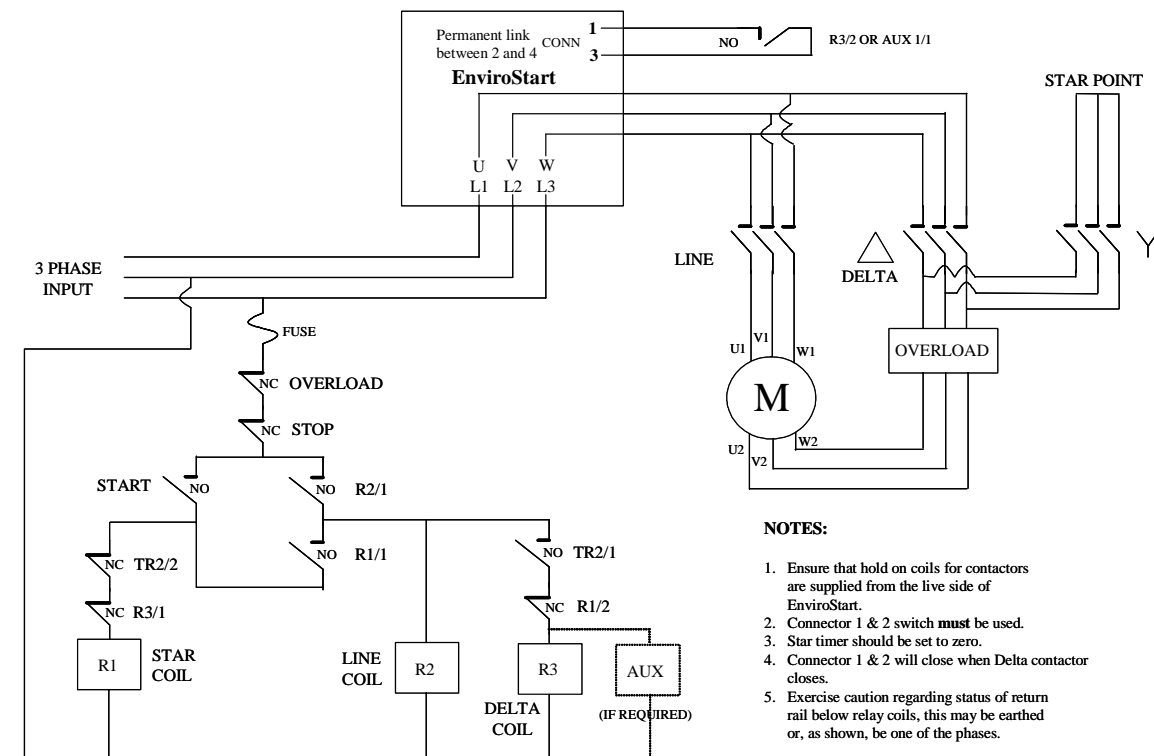 Permanent link
between 2 and 4
CONN
1
3
EnviroStart
NO
R3/2 OR AUX 1/1
STAR POINT
U
V
W
L1
L2
L3
3 PHASE
INPUT
LINE
DELTA
Y
FUSE
OVERLOAD
U1
V1
W1
M
NC
OVERLOAD
NC
STOP
U2
V2
W2
START
NO
NO
R2/1
NOTES:
NC
TR2/2
NO
R1/1
NO
TR2/1
1. Ensure that hold on coils for contactors
are supplied from the live side of
EnviroStart.
2. Connector 1 & 2 switch must be used.
3. Star timer should be set to zero.
4. Connector 1 & 2 will close when Delta contactor
closes.
5. Exercise caution regarding status of return
rail below relay coils, this may be earthed
or, as shown, be one of the phases.
NC
R3/1
NC
R1/2
R1
STAR
COIL
LINE
COIL
R2
R3
AUX
DELTA
COIL
(IF REQUIRED)